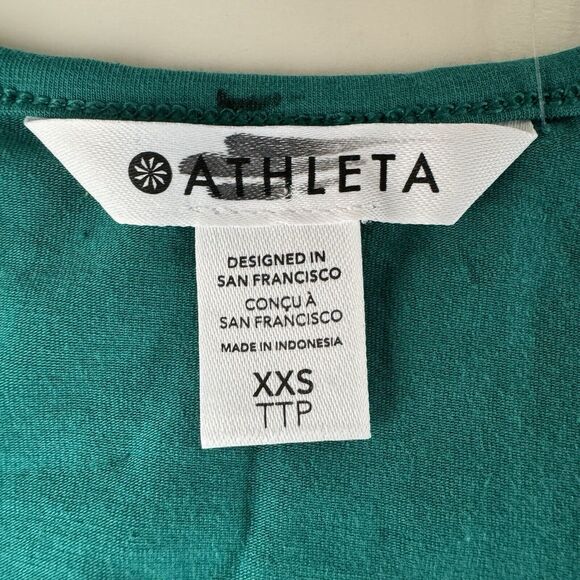 ATHLETA
DESIGNED IN
SAN FRANCISCO
CONÇU À
SAN FRANCISCO
MADE IN INDONESIA
XXS
TTP